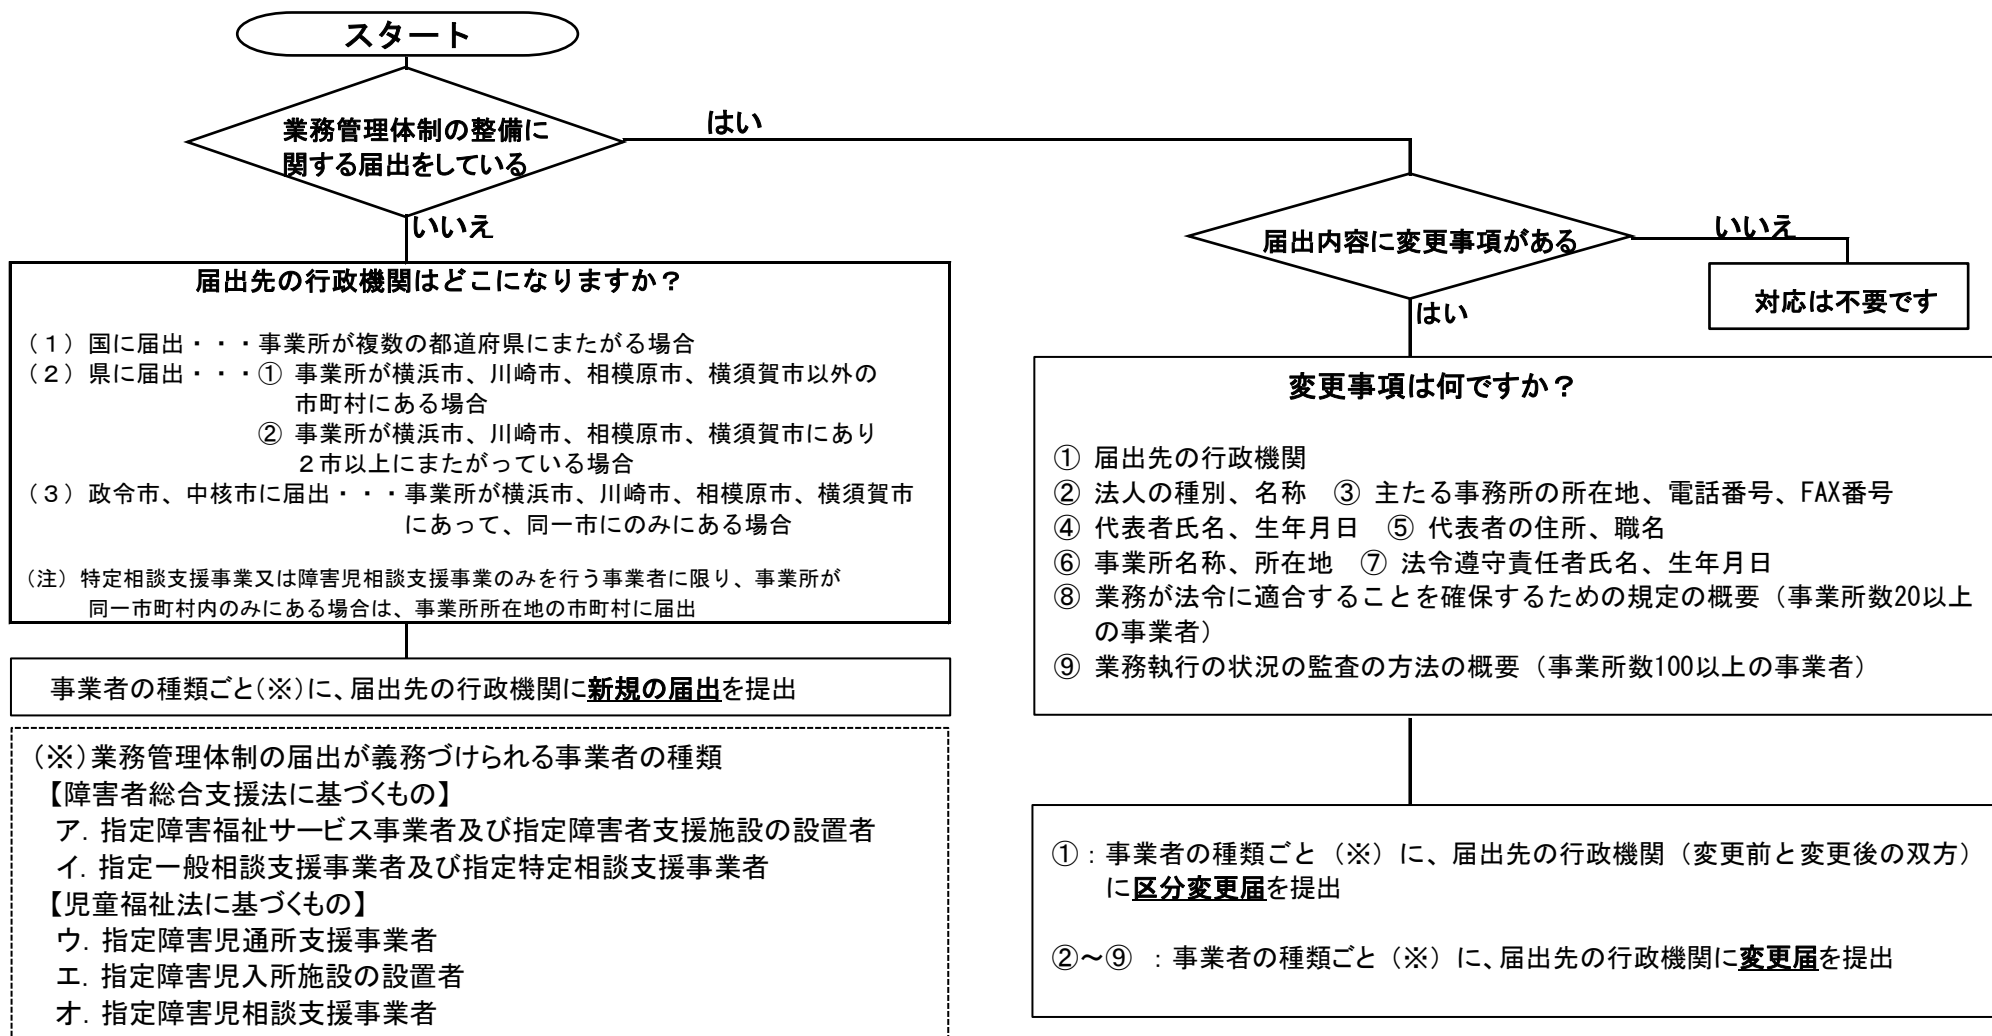 スタート
業務管理体制の整備に
関する届出をしている
はい
いいえ
届出先の行政機関はどこになりますか？
（１）国に届出・・・事業所が複数の都道府県にまたがる場合
（２）県に届出・・・① 事業所が横浜市、川崎市、相模原市、横須賀市以外の
市町村にある場合
② 事業所が横浜市、川崎市、相模原市、横須賀市にあり
２市以上にまたがっている場合
（３）政令市、中核市に届出・・・事業所が横浜市、川崎市、相模原市、横須賀市
にあって、同一市にのみにある場合
（注）特定相談支援事業又は障害児相談支援事業のみを行う事業者に限り、事業所が
同一市町村内のみにある場合は、事業所所在地の市町村に届出
事業者の種類ごと(※)に、届出先の行政機関に新規の届出を提出
(※)業務管理体制の届出が義務づけられる事業者の種類
【障害者総合支援法に基づくもの】
ア．指定障害福祉サービス事業者及び指定障害者支援施設の設置者
イ．指定一般相談支援事業者及び指定特定相談支援事業者
【児童福祉法に基づくもの】
ウ．指定障害児通所支援事業者
エ．指定障害児入所施設の設置者
オ．指定障害児相談支援事業者
届出内容に変更事項がある
いいえ
対応は不要です
はい
変更事項は何ですか？
① 届出先の行政機関
② 法人の種別、名称　③ 主たる事務所の所在地、電話番号、FAX番号
④ 代表者氏名、生年月日　⑤ 代表者の住所、職名
⑥ 事業所名称、所在地　⑦ 法令遵守責任者氏名、生年月日
⑧ 業務が法令に適合することを確保するための規定の概要（事業所数20以上
の事業者）
⑨ 業務執行の状況の監査の方法の概要（事業所数100以上の事業者）
①：事業者の種類ごと（※）に、届出先の行政機関（変更前と変更後の双方）
に区分変更届を提出
②～⑨ ：事業者の種類ごと（※）に、届出先の行政機関に変更届を提出